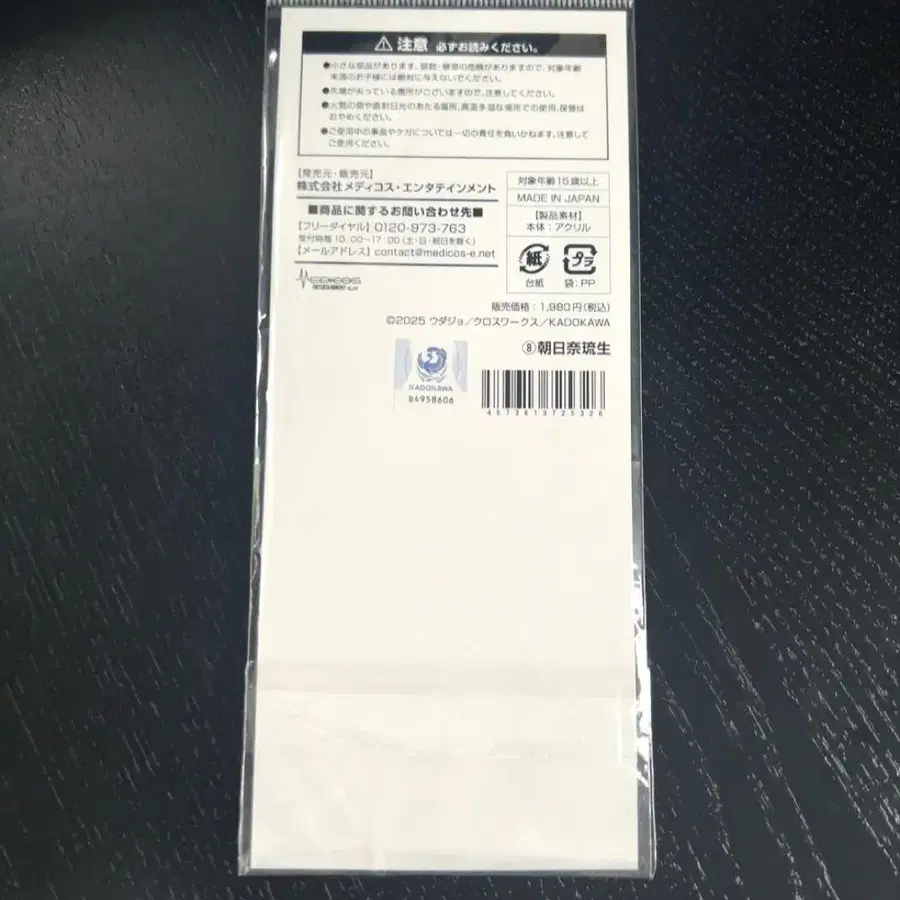 ⚠ 注意 必ずお読みください。
●小さな部品があります。誤飲・窒息の危険がありますので、対象年齢
未満のお子様には絶対に与えないでください。
●先端が尖っている箇所がございますので、注意してください。
●火気の傍や直射日光のあたる場所、高温多湿な場所での使用、保管は
おやめください。
●ご使用中の事故やケガについては一切の責任を負いかねます。注意して
ご使用ください。
【発売元・販売元】
株式会社メディコス・エンタテインメント
■商品に関するお問い合わせ先■
【フリーダイヤル】0120-973-763
受付時間 10:00〜17:00(土・日・祝日を除く)
【メールアドレス】contact@medicos-e.net
MEDICOS
対象年齢15歳以上
MADE IN JAPAN
【製品素材】
本体:アクリル
紙
プラ
台紙
袋:PP
販売価格:1,980円(税込)
©2025 ウダジョ/クロスワークス/KADOKAWA
⑧朝日奈琉生
KADOKAWA
04958606
4573613725326